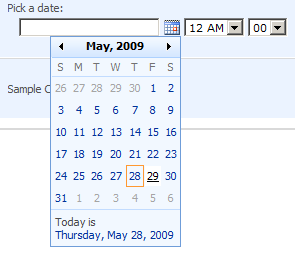 Pick a date:
12 AM 00
May, 2009
S M T W T F S
26 27 28 29 30 1 2
3 4 5 6 7 8 9
10 11 12 13 14 15 16
17 18 19 20 21 22 23
24 25 26 27 28 29 30
31 1 2 3 4 5 6
Sample C
Today is
Thursday, May 28, 2009